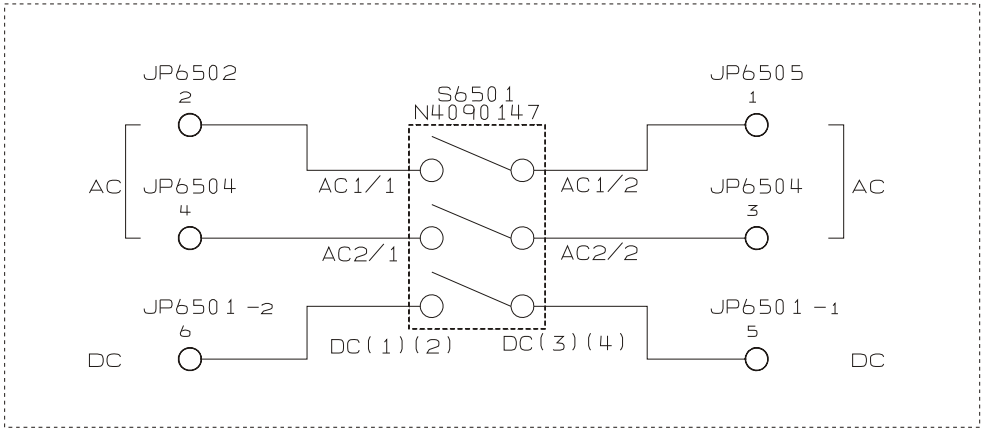 JP6502
2
S6501
N4090147
JP6505
1
AC1/1
AC1/2
AC
JP6504
4
JP6504
3
AC
AC2/1
AC2/2
JP6501 -2
6
JP6501 -1
5
DC(1)(2)
DC(3)(4)
DC
DC